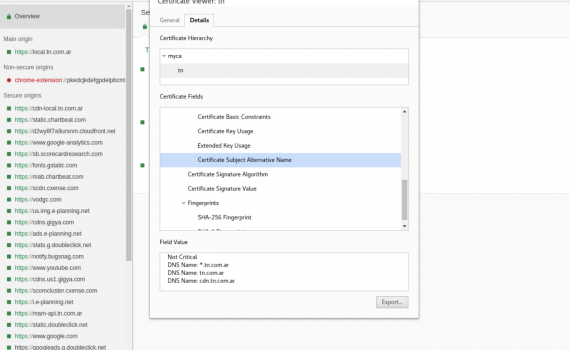 Certificate Viewer: tn
Overview
Se
General
Details
Main origin
https://local.tn.com.ar
Non-secure origins
chrome-extension://pkedcjkdefgpdelpbcmb
Secure origins
https://cdn-local.tn.com.ar
https://static.chartbeat.com
https://d2wy8f7a9ursnm.cloudfront.net
https://www.google-analytics.com
https://sb.scorecardresearch.com
https://fonts.gstatic.com
https://mab.chartbeat.com
https://scdn.cxense.com
https://vodgc.com
https://us.img.e-planning.net
https://cdns.gigya.com
https://ads.e-planning.net
https://stats.g.doubleclick.net
https://notify.bugsnag.com
https://www.youtube.com
https://cdns.us1.gigya.com
https://scomcluster.cxense.com
https://i.e-planning.net
https://mam-api.tn.com.ar
https://static.doubleclick.net
https://www.google.com
https://googleads.g.doubleclick.net
Certificate Hierarchy
myca
tn
Certificate Fields
Certificate Basic Constraints
Certificate Key Usage
Extended Key Usage
Certificate Subject Alternative Name
Certificate Signature Algorithm
Certificate Signature Value
Fingerprints
SHA-256 Fingerprint
Field Value
Not Critical
DNS Name: *.tn.com.ar
DNS Name: tn.com.ar
DNS Name: cdn.tn.com.ar
Export...